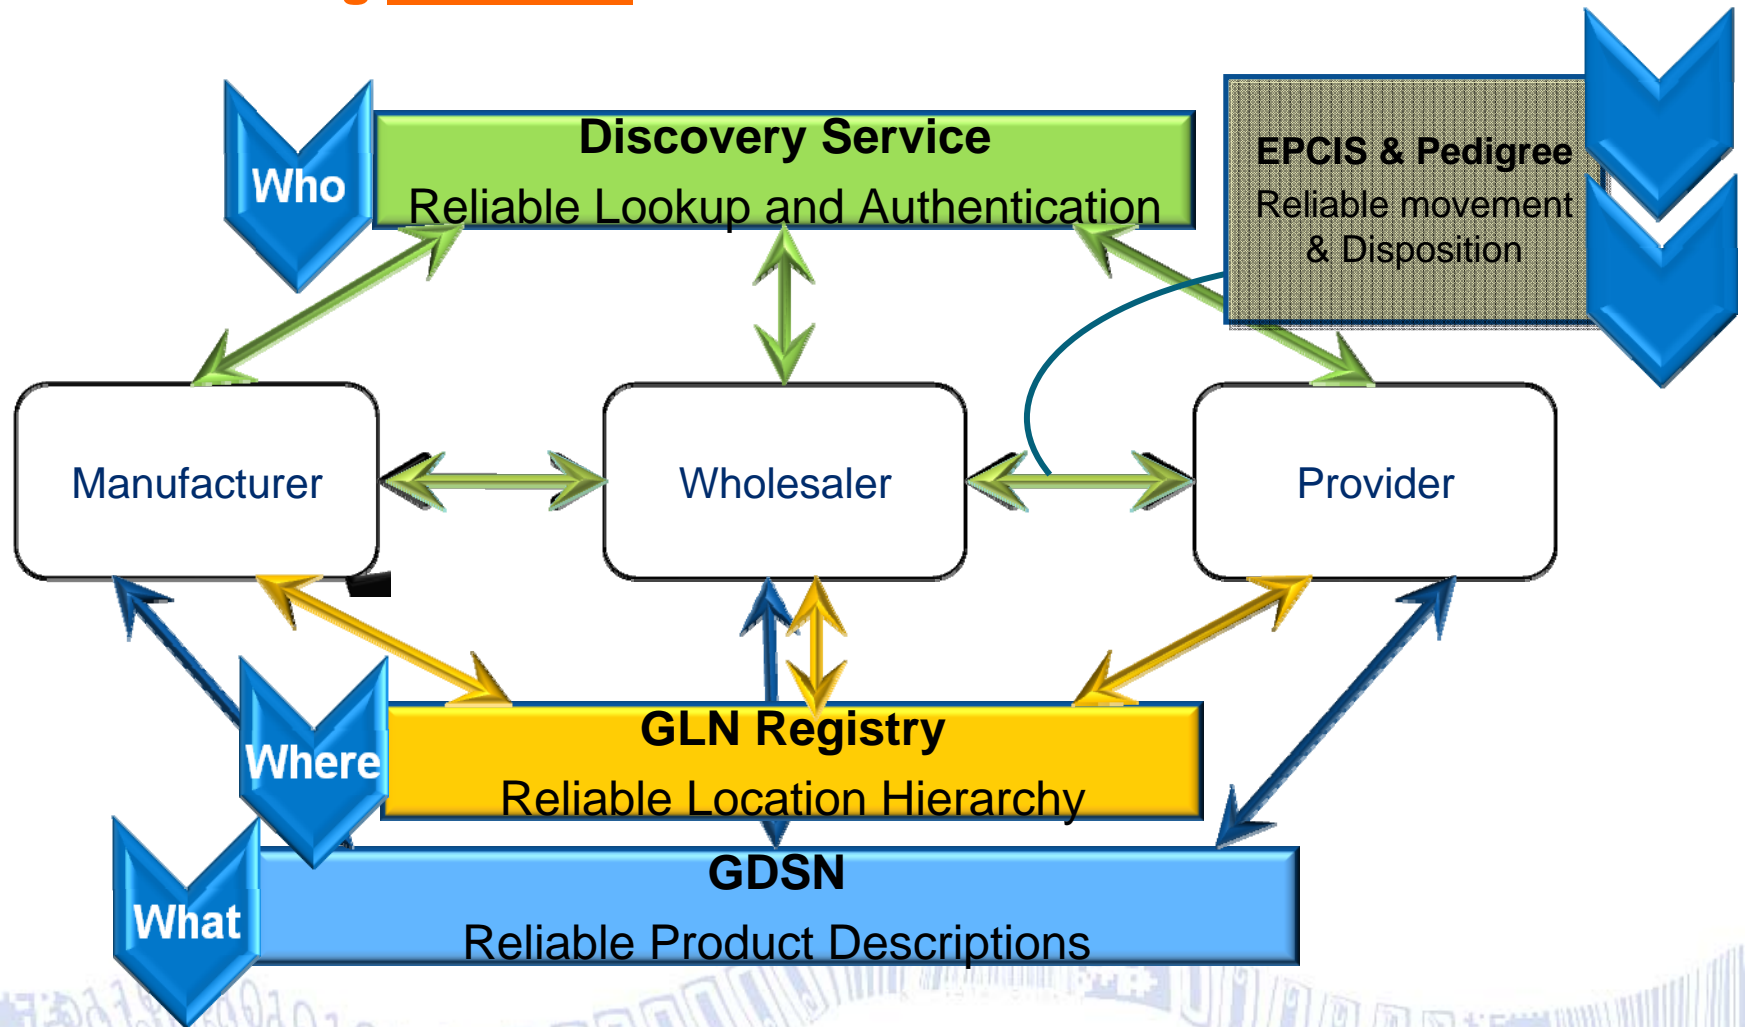 Who
Discovery Service
Reliable Lookup and Authentication
EPCIS & Pedigree
Reliable movement
& Disposition
Manufacturer
Wholesaler
Provider
Where
GLN Registry
Reliable Location Hierarchy
What
GDSN
Reliable Product Descriptions